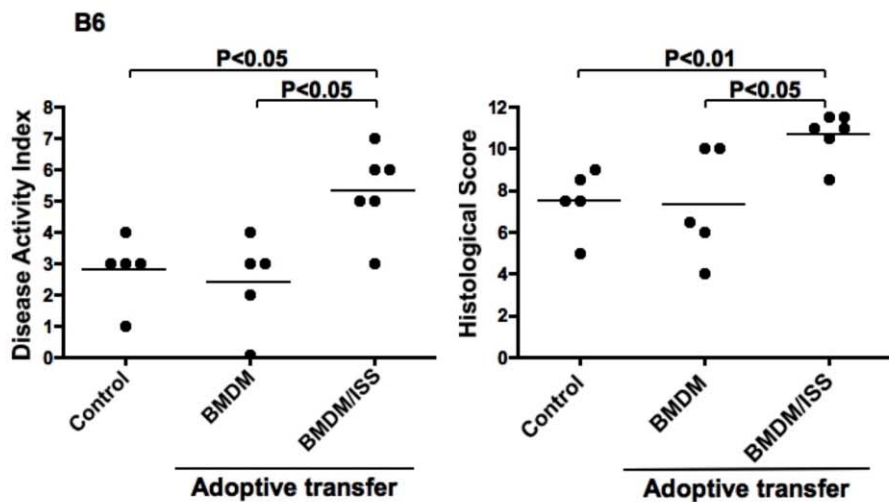 B6
P<0.05
P<0.05
Disease Activity Index
8
7
6
5
4
3
2
1
0
Control
BMDM
BMDM/ISS
Adoptive transfer
P<0.01
P<0.05
Histological Score
12
10
8
6
4
2
0
Control
BMDM
BMDM/ISS
Adoptive transfer